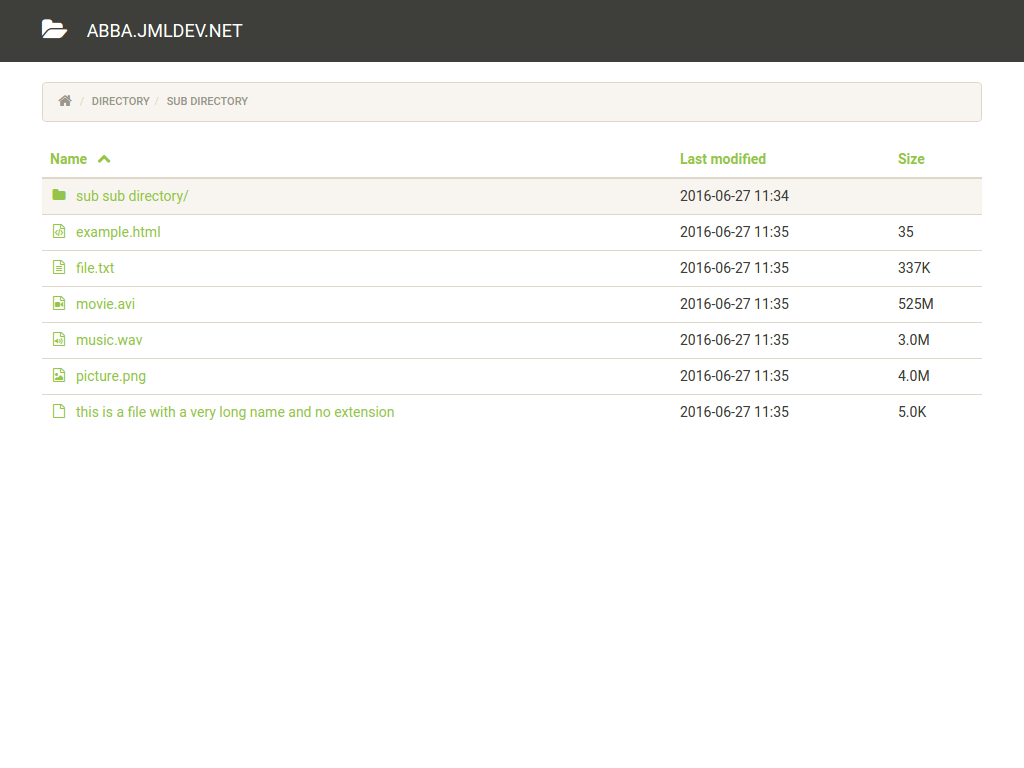 ABBA.JMLDEV.NET
/ DIRECTORY / SUB DIRECTORY
Name Last modified Size
sub sub directory/ 2016-06-27 11:34
example.html 2016-06-27 11:35 35
file.txt 2016-06-27 11:35 337K
movie.avi 2016-06-27 11:35 525M
music.wav 2016-06-27 11:35 3.0M
picture.png 2016-06-27 11:35 4.0M
this is a file with a very long name and no extension 2016-06-27 11:35 5.0K